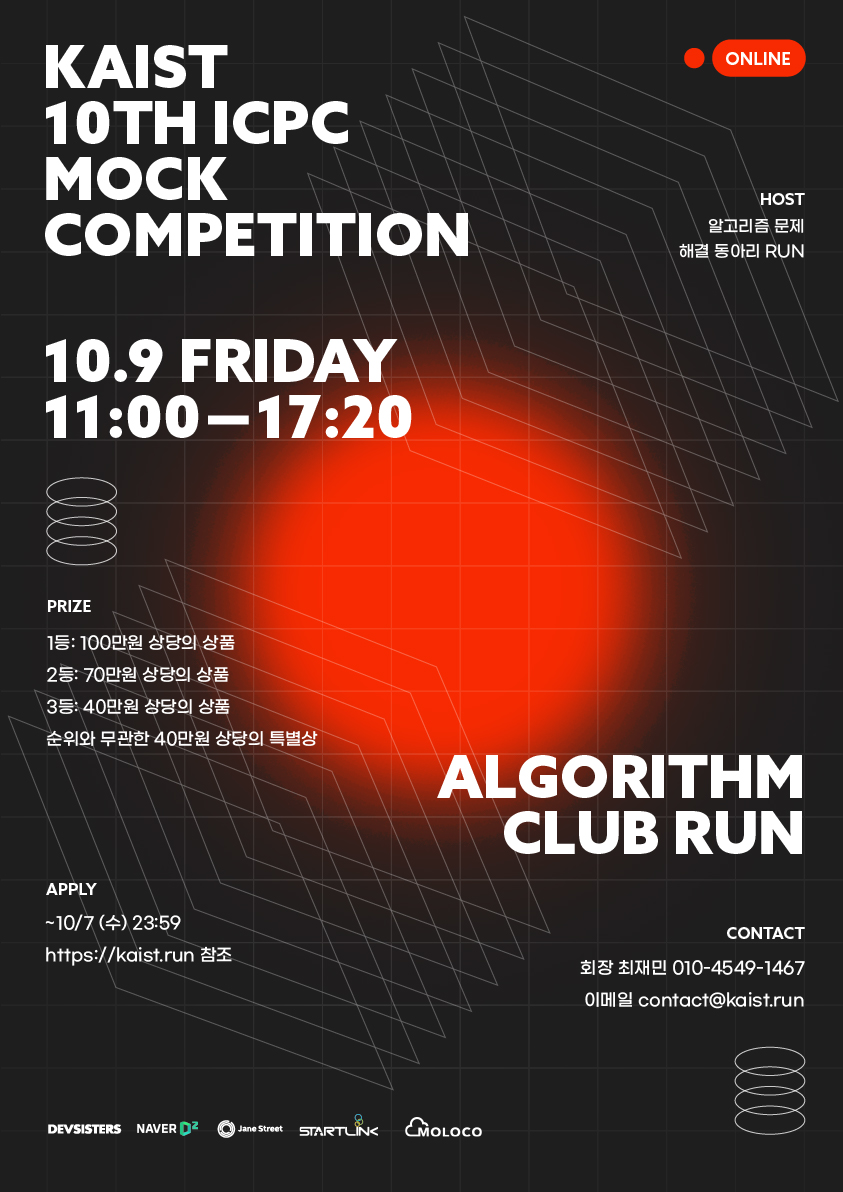 KAIST
10TH ICPC
MOCK
COMPETITION
ONLINE
HOST
알고리즘 문제
해결 동아리 RUN
10.9 FRIDAY
11:00—17:20
PRIZE
1등: 100만원 상당의 상품
2등: 70만원 상당의 상품
3등: 40만원 상당의 상품
순위와 무관한 40만원 상당의 특별상
ALGORITHM
CLUB RUN
APPLY
~10/7 (수) 23:59
https://kaist.run 참조
CONTACT
회장 최재민 010-4549-1467
이메일 contact@kaist.run
DEVSISTERS NAVER D2 Jane Street STARTLINK MOLOCO